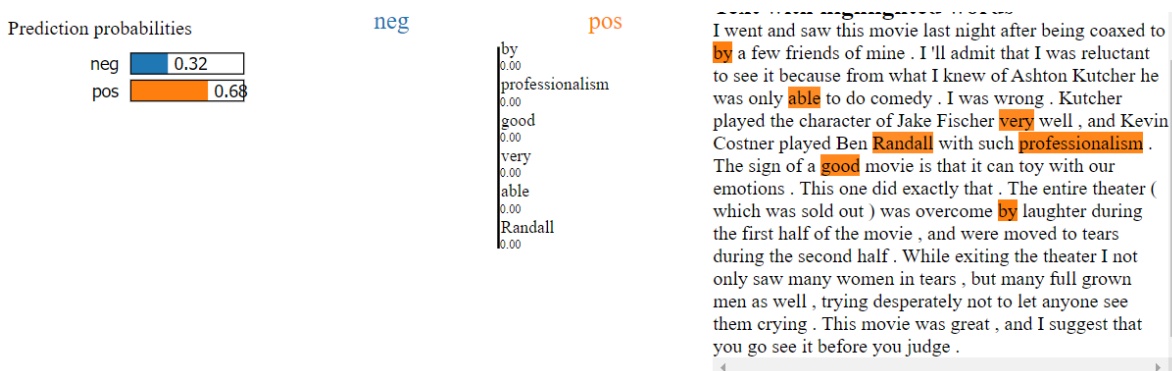 Prediction probabilities
neg
0.32
pos
0.68
neg
pos
by
0.00
professionalism
0.00
good
0.00
very
0.00
able
0.00
Randall
0.00
Text with highlighted words
I went and saw this movie last night after being coaxed to
by a few friends of mine . I 'll admit that I was reluctant
to see it because from what I knew of Ashton Kutcher he
was only able to do comedy . I was wrong . Kutcher
played the character of Jake Fischer very well , and Kevin
Costner played Ben Randall with such professionalism .
The sign of a good movie is that it can toy with our
emotions . This one did exactly that . The entire theater (
which was sold out ) was overcome by laughter during
the first half of the movie , and were moved to tears
during the second half . While exiting the theater I not
only saw many women in tears , but many full grown
men as well , trying desperately not to let anyone see
them crying . This movie was great , and I suggest that
you go see it before you judge .